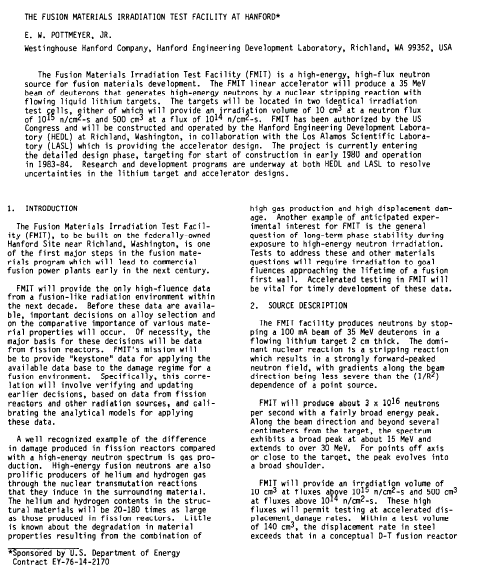 THE FUSION MATERIALS IRRADIATION TEST FACILITY AT HANFORD*
E. W. POTTMEYER, JR.
Westinghouse Hanford Company, Hanford Engineering Development Laboratory, Richland, WA 99352, USA
The Fusion Materials Irradiation Test Facility (FMIT) is a high-energy, high-flux neutron
source for fusion materials development. The FMIT linear accelerator will produce a 35 MeV
beam of deuterons that generates high-energy neutrons by a nuclear stripping reaction with
flowing liquid lithium targets. The targets will be located in two identical irradiation
test cells, either of which will provide an irradiation volume of 10 cm³ at a neutron flux
of 10¹⁵ n/cm²-s and 500 cm³ at a flux of 10¹⁴ n/cm²-s. FMIT has been authorized by the US
Congress and will be constructed and operated by the Hanford Engineering Development Labora-
tory (HEDL) at Richland, Washington, in collaboration with the Los Alamos Scientific Labora-
tory (LASL) which is providing the accelerator design. The project is currently entering
the detailed design phase, targeting for start of construction in early 1980 and operation
in 1983-84. Research and development programs are underway at both HEDL and LASL to resolve
uncertainties in the lithium target and accelerator designs.
1. INTRODUCTION
The Fusion Materials Irradiation Test Facil-
ity (FMIT), to be built on the federally-owned
Hanford Site near Richland, Washington, is one
of the first major steps in the fusion mate-
rials program which will lead to commercial
fusion power plants early in the next century.
FMIT will provide the only high-fluence data
from a fusion-like radiation environment within
the next decade. Before these data are availa-
ble, important decisions on alloy selection and
on the comparative importance of various mate-
rial properties will occur. Of necessity, the
major basis for these decisions will be data
from fission reactors. FMIT's mission will
be to provide "keystone" data for applying the
available data base to the damage regime for a
fusion environment. Specifically, this corre-
lation will involve verifying and updating
earlier decisions, based on data from fission
reactors and other radiation sources, and cali-
brating the analytical models for applying
these data.
A well recognized example of the difference
in damage produced in fission reactors compared
with a high-energy neutron spectrum is gas pro-
duction. High-energy fusion neutrons are also
prolific producers of helium and hydrogen gas
through the nuclear transmutation reactions
that they induce in the surrounding material.
The helium and hydrogen contents in the struc-
tural materials will be 20-180 times as large
as those produced in fission reactors. Little
is known about the degradation in material
properties resulting from the combination of
high gas production and high displacement dam-
age. Another example of anticipated exper-
imental interest for FMIT is the general
question of long-term phase stability during
exposure to high-energy neutron irradiation.
Tests to address these and other materials
questions will require irradiation to goal
fluences approaching the lifetime of a fusion
first wall. Accelerated testing in FMIT will
be vital for timely development of these data.
2. SOURCE DESCRIPTION
The FMIT facility produces neutrons by stop-
ping a 100 mA beam of 35 MeV deuterons in a
flowing lithium target 2 cm thick. The domi-
nant nuclear reaction is a stripping reaction
which results in a strongly forward-peaked
neutron field, with gradients along the beam
direction being less severe than the (1/R²)
dependence of a point source.
FMIT will produce about 3 x 10¹⁶ neutrons
per second with a fairly broad energy peak.
Along the beam direction and beyond several
centimeters from the target, the spectrum
exhibits a broad peak at about 15 MeV and
extends to over 30 MeV. For points off axis
or close to the target, the peak evolves into
a broad shoulder.
FMIT will provide an irradiation volume of
10 cm³ at fluxes above 10¹⁵ n/cm²-s and 500 cm³
at fluxes above 10¹⁴ n/cm²-s. These high
fluxes will permit testing at accelerated dis-
placement damage rates. Within a test volume
of 140 cm³, the displacement rate in steel
exceeds that in a conceptual D-T fusion reactor
*Sponsored by U.S. Department of Energy
Contract EY-76-14-2170